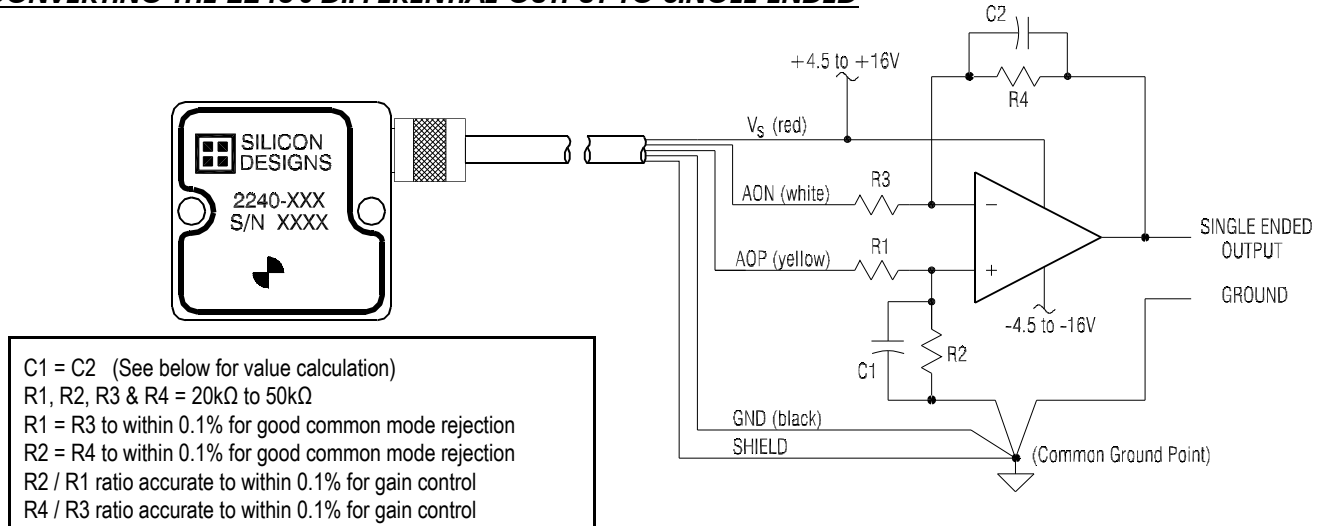 CONVERTING THE 2240'S DIFFERENTIAL OUTPUT TO SINGLE ENDED
C2
+4.5 to +16V
R4
VS (red)
SILICON
DESIGNS
2240-XXX
S/N XXXX
R3
AON (white)
−
SINGLE ENDED
OUTPUT
R1
AOP (yellow)
+
GROUND
-4.5 to -16V
C1
R2
GND (black)
SHIELD
(Common Ground Point)
C1 = C2 (See below for value calculation)
R1, R2, R3 & R4 = 20kΩ to 50kΩ
R1 = R3 to within 0.1% for good common mode rejection
R2 = R4 to within 0.1% for good common mode rejection
R2 / R1 ratio accurate to within 0.1% for gain control
R4 / R3 ratio accurate to within 0.1% for gain control